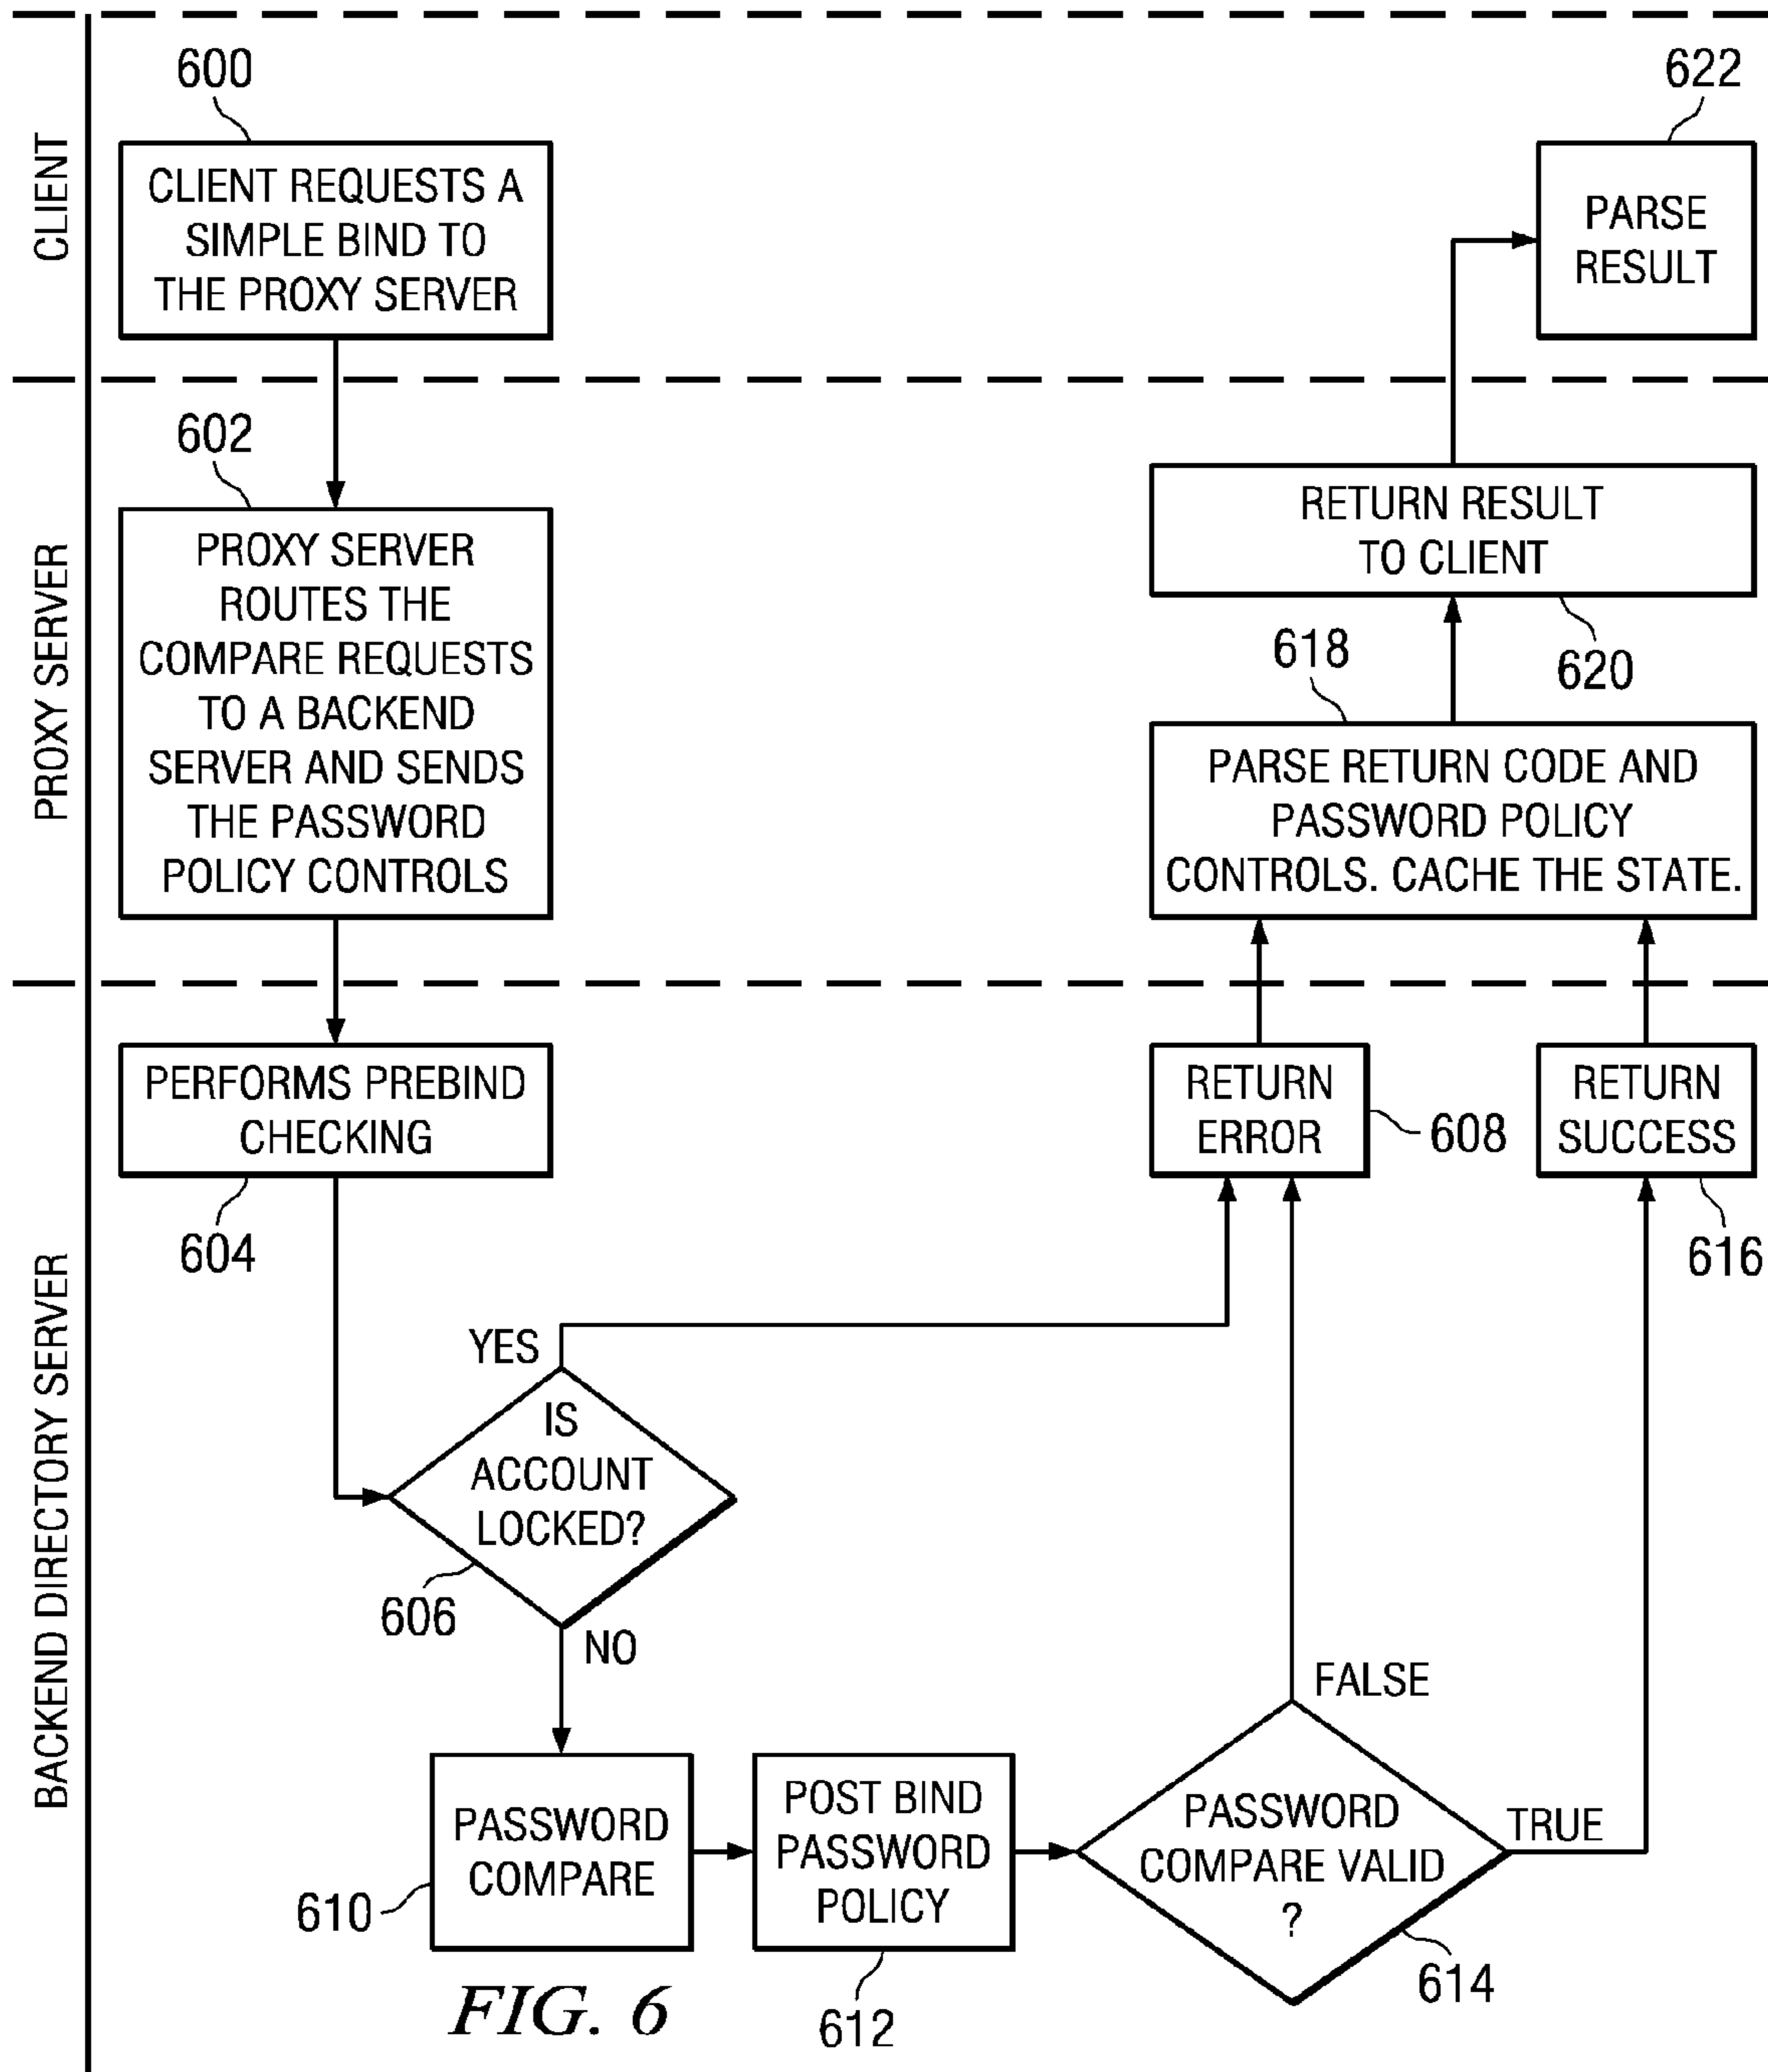 CLIENT
600
CLIENT REQUESTS A
SIMPLE BIND TO
THE PROXY SERVER
622
PARSE
RESULT
PROXY SERVER
602
PROXY SERVER
ROUTES THE
COMPARE REQUESTS
TO A BACKEND
SERVER AND SENDS
THE PASSWORD
POLICY CONTROLS
RETURN RESULT
TO CLIENT
620
618
PARSE RETURN CODE AND
PASSWORD POLICY
CONTROLS. CACHE THE STATE.
BACKEND DIRECTORY SERVER
PERFORMS PREBIND
CHECKING
604
RETURN
ERROR
608
RETURN
SUCCESS
616
YES
IS
ACCOUNT
LOCKED?
606
NO
FALSE
PASSWORD
COMPARE
610
POST BIND
PASSWORD
POLICY
612
PASSWORD
COMPARE VALID
?
TRUE
614
FIG. 6